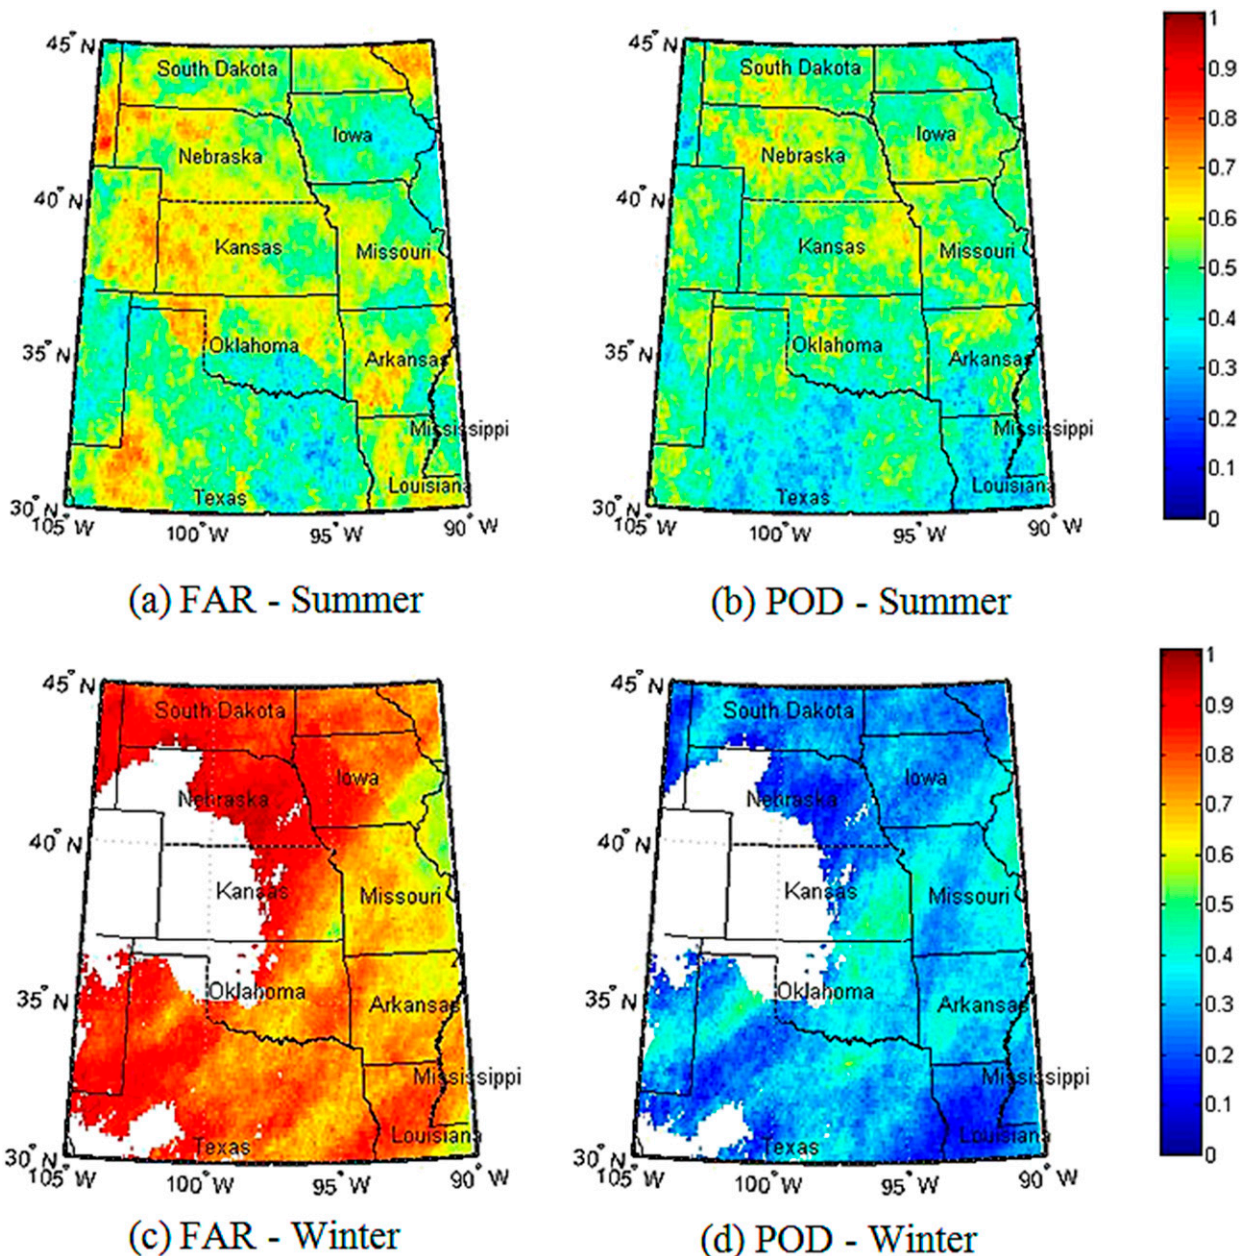 45° N
South Dakota
Iowa
Nebraska
40° N
Kansas
Missouri
35° N
Oklahoma
Arkansas
Mississippi
Louisiana
Texas
30° N
105° W
100° W
95° W
90° W
(a) FAR - Summer
45° N
South Dakota
Iowa
Nebraska
40° N
Kansas
Missouri
35° N
Oklahoma
Arkansas
Mississippi
Louisiana
Texas
30° N
105° W
100° W
95° W
90° W
(b) POD - Summer
1
0.9
0.8
0.7
0.6
0.5
0.4
0.3
0.2
0.1
0
45° N
South Dakota
Iowa
Nebraska
40° N
Kansas
Missouri
35° N
Oklahoma
Arkansas
Mississippi
Louisiana
Texas
30° N
105° W
100° W
95° W
90° W
(c) FAR - Winter
45° N
South Dakota
Iowa
Nebraska
40° N
Kansas
Missouri
35° N
Oklahoma
Arkansas
Mississippi
Louisiana
Texas
30° N
105° W
100° W
95° W
90° W
(d) POD - Winter
1
0.9
0.8
0.7
0.6
0.5
0.4
0.3
0.2
0.1
0